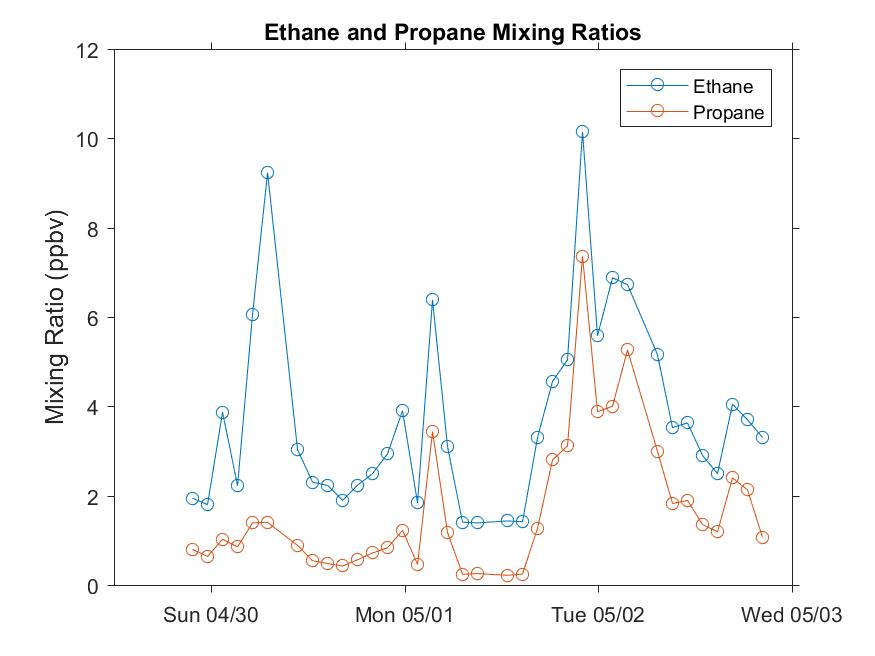 Ethane and Propane Mixing Ratios
12
10
8
6
4
2
0
Mixing Ratio (ppbv)
Ethane
Propane
Sun 04/30
Mon 05/01
Tue 05/02
Wed 05/03